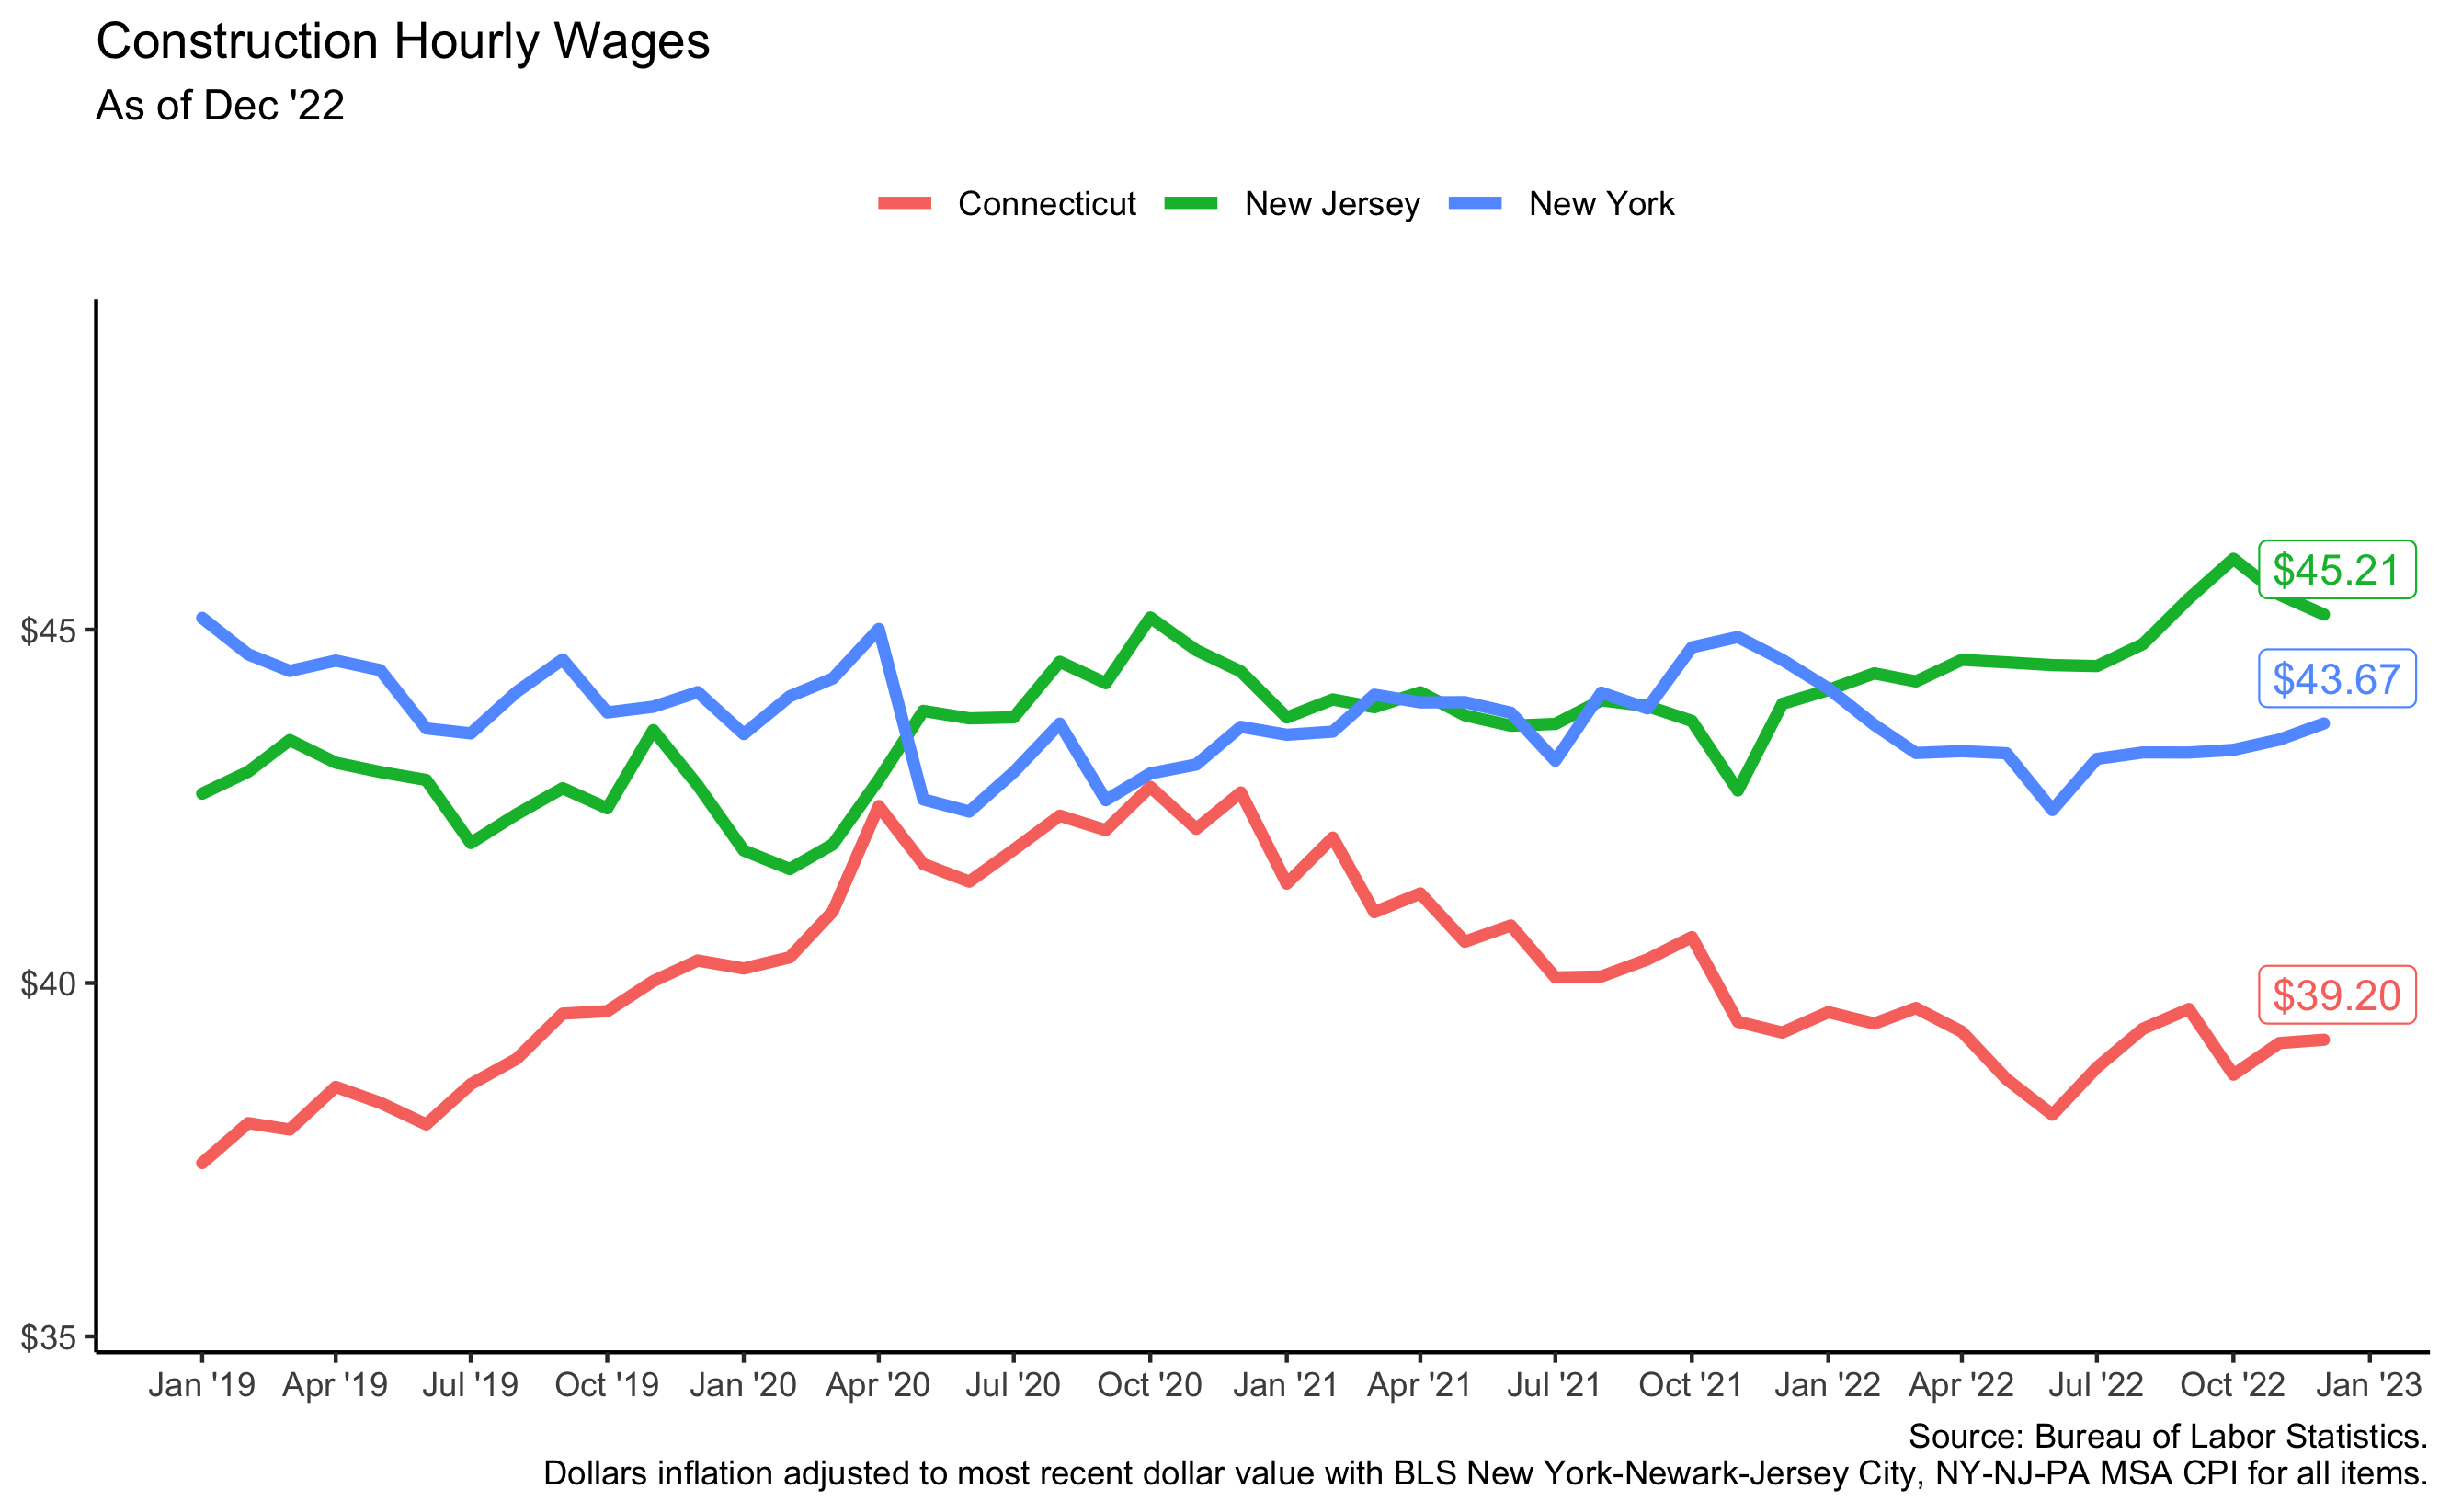 Construction Hourly Wages
As of Dec '22
Connecticut New Jersey New York
$45.21
$45
$43.67
$40
$39.20
$35
Jan '19 Apr '19 Jul '19 Oct '19 Jan '20 Apr '20 Jul '20 Oct '20 Jan '21 Apr '21 Jul '21 Oct '21 Jan '22 Apr '22 Jul '22 Oct '22 Jan '23
Source: Bureau of Labor Statistics.
Dollars inflation adjusted to most recent dollar value with BLS New York-Newark-Jersey City, NY-NJ-PA MSA CPI for all items.